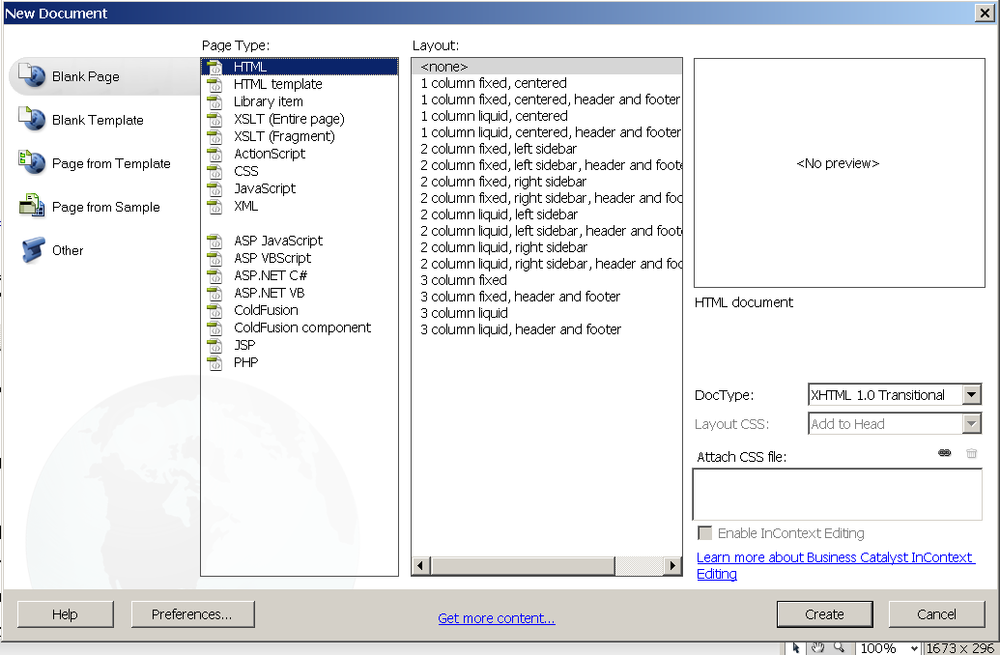 New Document
Blank Page
Blank Template
Page from Template
Page from Sample
Other
Page Type:
HTML
HTML template
Library item
XSLT (Entire page)
XSLT (Fragment)
ActionScript
CSS
JavaScript
XML
ASP JavaScript
ASP VBScript
ASP.NET C#
ASP.NET VB
ColdFusion
ColdFusion component
JSP
PHP
Layout:
<none>
1 column fixed, centered
1 column fixed, centered, header and footer
1 column liquid, centered
1 column liquid, centered, header and footer
2 column fixed, left sidebar
2 column fixed, left sidebar, header and foote
2 column fixed, right sidebar
2 column fixed, right sidebar, header and foo
2 column liquid, left sidebar
2 column liquid, left sidebar, header and foot
2 column liquid, right sidebar
2 column liquid, right sidebar, header and foo
3 column fixed
3 column fixed, header and footer
3 column liquid
3 column liquid, header and footer
<No preview>
HTML document
DocType: XHTML 1.0 Transitional
Layout CSS: Add to Head
Attach CSS file:
Enable InContext Editing
Learn more about Business Catalyst InContext
Editing
Help Preferences... Get more content... Create Cancel
100% 1673 x 296